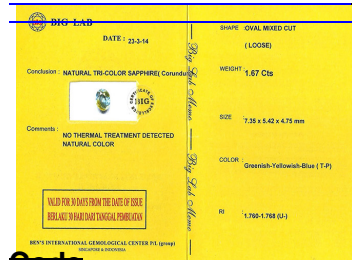 BIG LAB
DATE : 23-3-14
Conclusion : NATURAL TRI-COLOR SAPPHIRE( Corundum
BIG
Comments :
NO THERMAL TREATMENT DETECTED
NATURAL COLOR
VALID FOR 30 DAYS FROM THE DATE OF ISSUE
BERLAKU 30 HARI DARI TANGGAL PEMBUATAN
BEN'S INTERNATIONAL GEMOLOGICAL CENTER P/L (group)
SINGAPORE & INDONESIA
Big Lab Memo
Big Lab Memo
SHAPE :OVAL MIXED CUT
( LOOSE)
WEIGHT :1.67 Cts
SIZE :7.35 x 5.42 x 4.75 mm
COLOR :Greenish-Yellowish-Blue ( T-P)
RI :1.760-1.768 (U-)